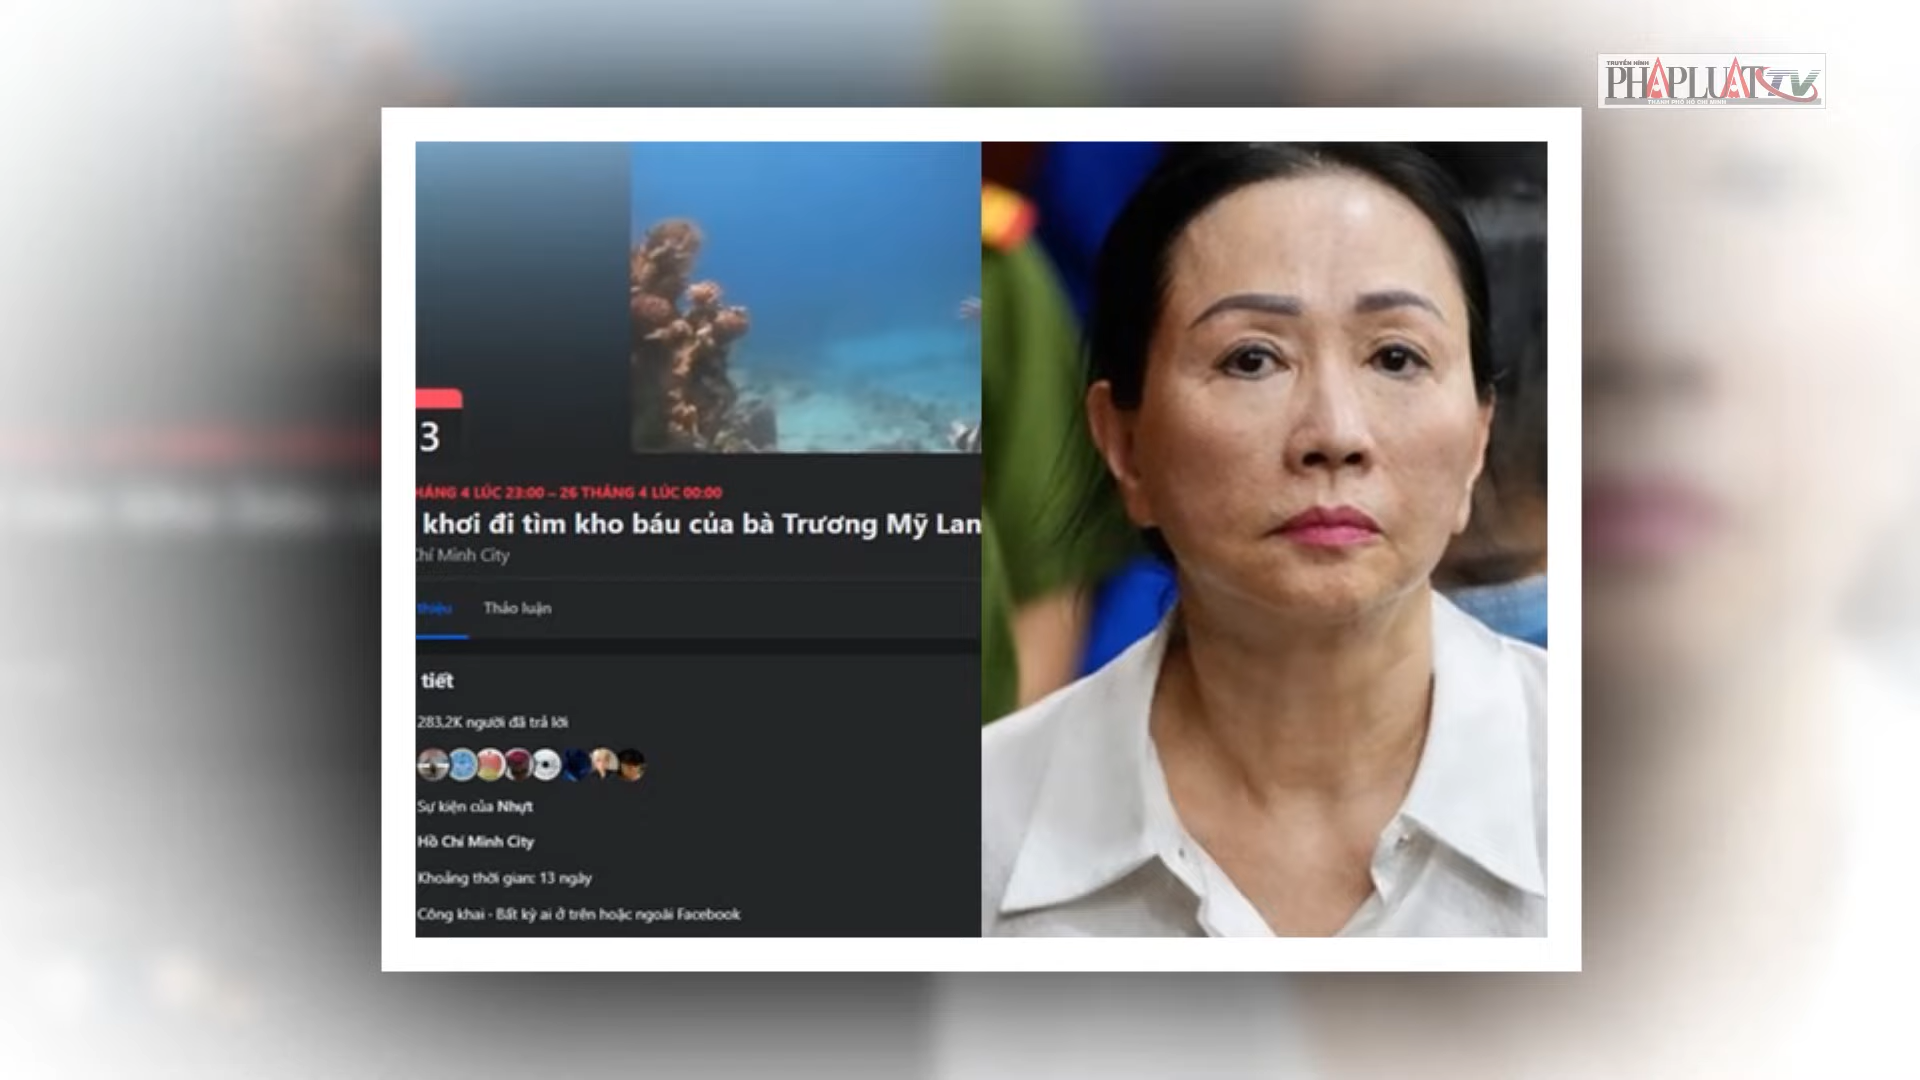 TRUYỀN HÌNH
PHÁPLUẬT TV
THÀNH PHỐ HỒ CHÍ MINH
3
HÁNG 4 LÚC 23:00 – 26 THÁNG 4 LÚC 00:00
khơi đi tìm kho báu của bà Trương Mỹ Lan
Chí Minh City
thiệu
Thảo luận
tiết
283,2K người đã trả lời
Sự kiện của Nhựt
Hồ Chí Minh City
Khoảng thời gian: 13 ngày
Công khai - Bất kỳ ai ở trên hoặc ngoài Facebook